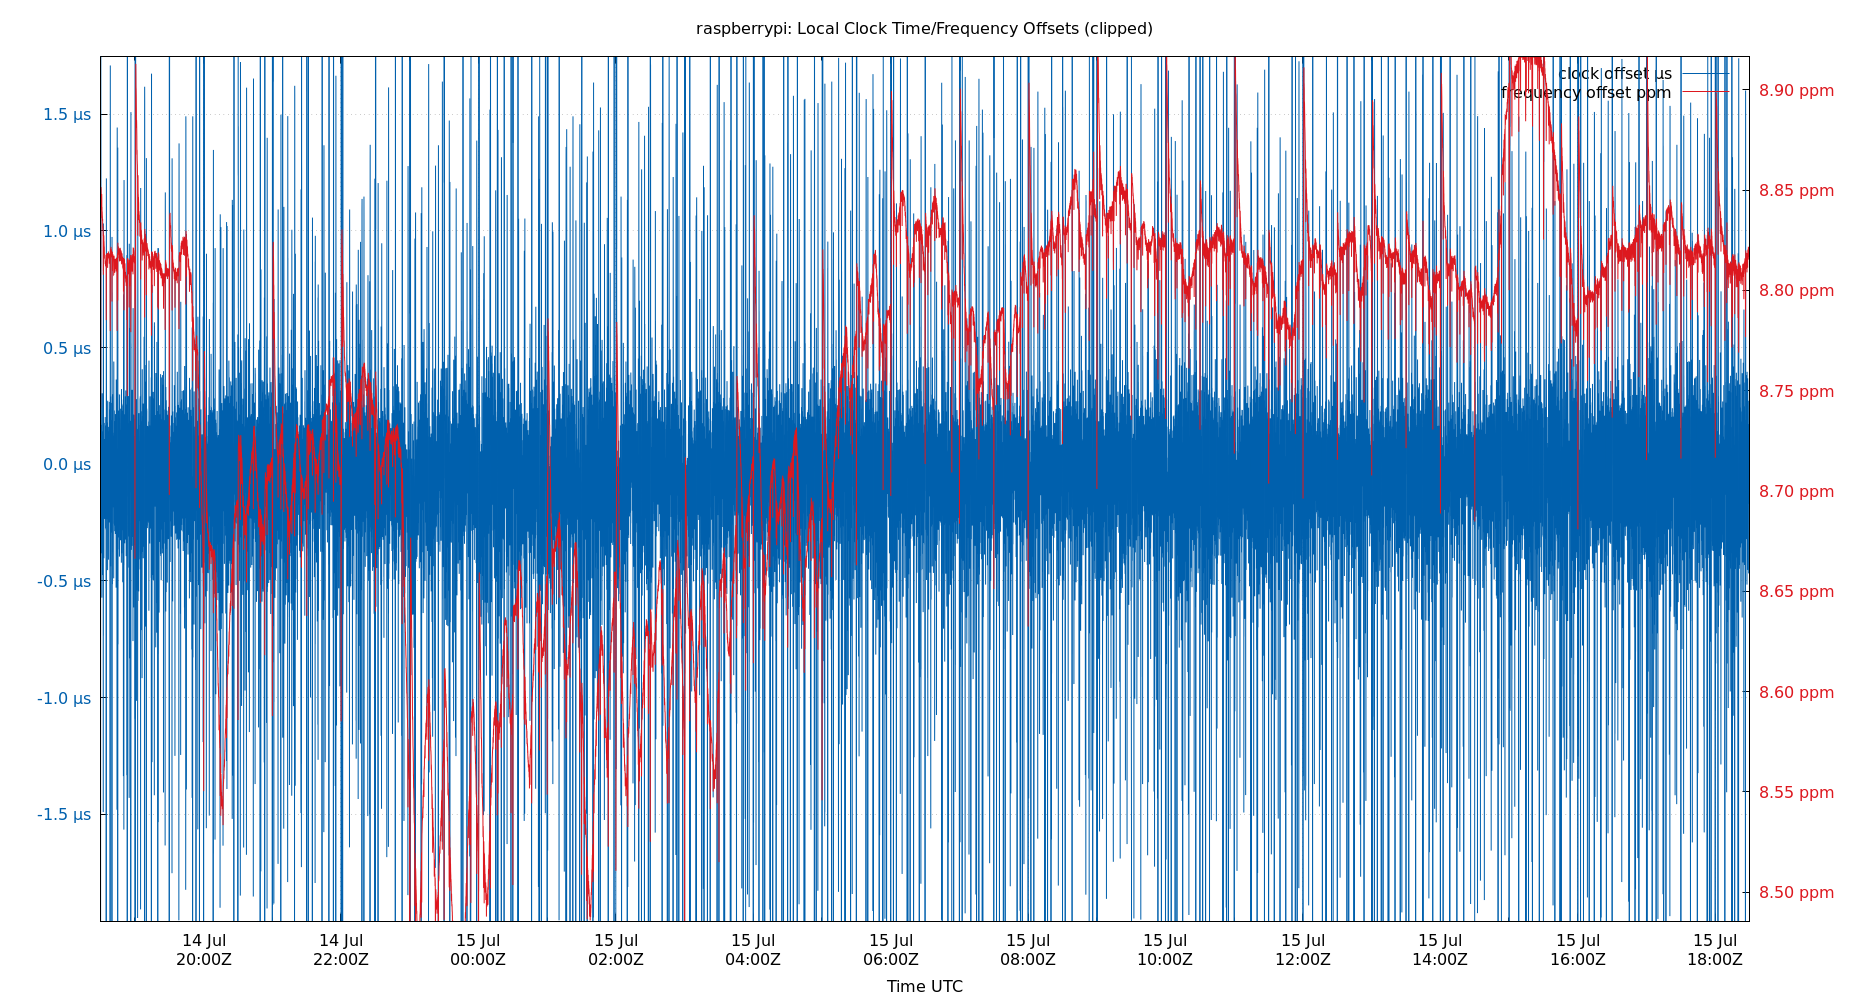 raspberrypi: Local Clock Time/Frequency Offsets (clipped)
clock offset µs
frequency offset ppm
1.5 µs
1.0 µs
0.5 µs
0.0 µs
-0.5 µs
-1.0 µs
-1.5 µs
8.90 ppm
8.85 ppm
8.80 ppm
8.75 ppm
8.70 ppm
8.65 ppm
8.60 ppm
8.55 ppm
8.50 ppm
14 Jul 14 Jul 15 Jul 15 Jul 15 Jul 15 Jul 15 Jul 15 Jul 15 Jul 15 Jul 15 Jul 15 Jul
20:00Z 22:00Z 00:00Z 02:00Z 04:00Z 06:00Z 08:00Z 10:00Z 12:00Z 14:00Z 16:00Z 18:00Z
Time UTC